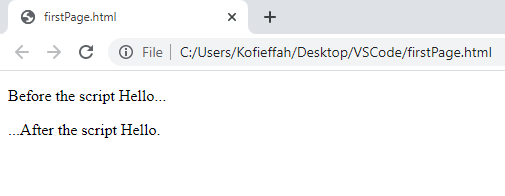 firstPage.html
File | C:/Users/Kofieffah/Desktop/VSCode/firstPage.html
Before the script Hello...
...After the script Hello.